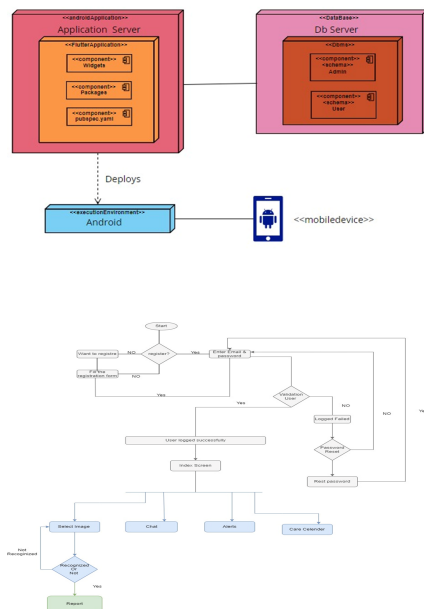 <<androidApplication>>
Application Server
<<FlutterApplication>>
<<component>>
Widgets
<<component>>
Packages
<<component>>
pubspec.yaml
<<DataBase>>
Db Server
<<Dbms>>
<<component>>
<schema>>
Admin
<<component>>
<schema>>
User
Deploys
<<executionEnvironment>>
Android
<<mobiledevice>>
Start
Want to registre
NO
register?
Yes
Enter Email &
password
Fill the
registration form
NO
Yes
Validation
User
Yes
NO
Logged Failed
NO
Ye
User logged successfully
Password
Reset
Index Screen
Rest password
Select Image
Chat
Alerts
Care Calender
Not
Recognized
Recognized
Or
Not
Yes
Report